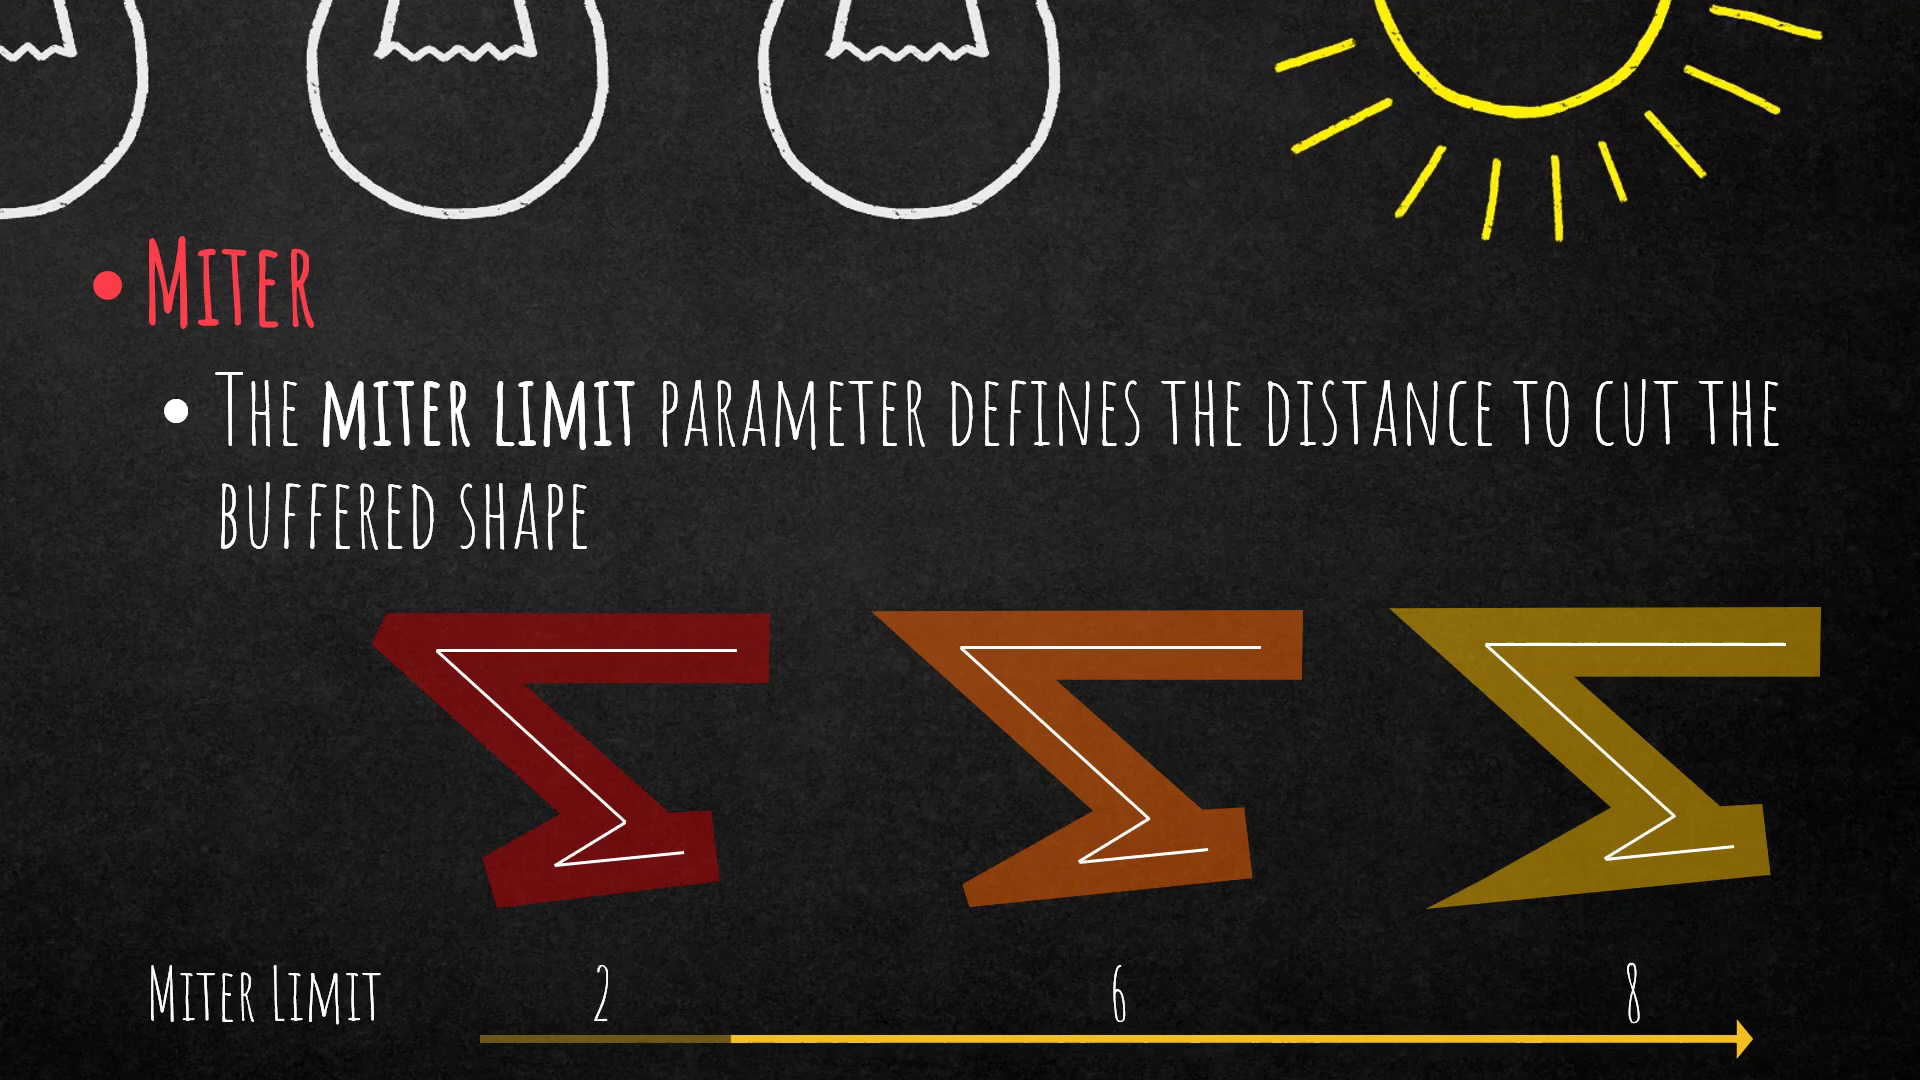 Miter
The miter limit parameter defines the distance to cut the
buffered shape
Miter Limit 2 6 8